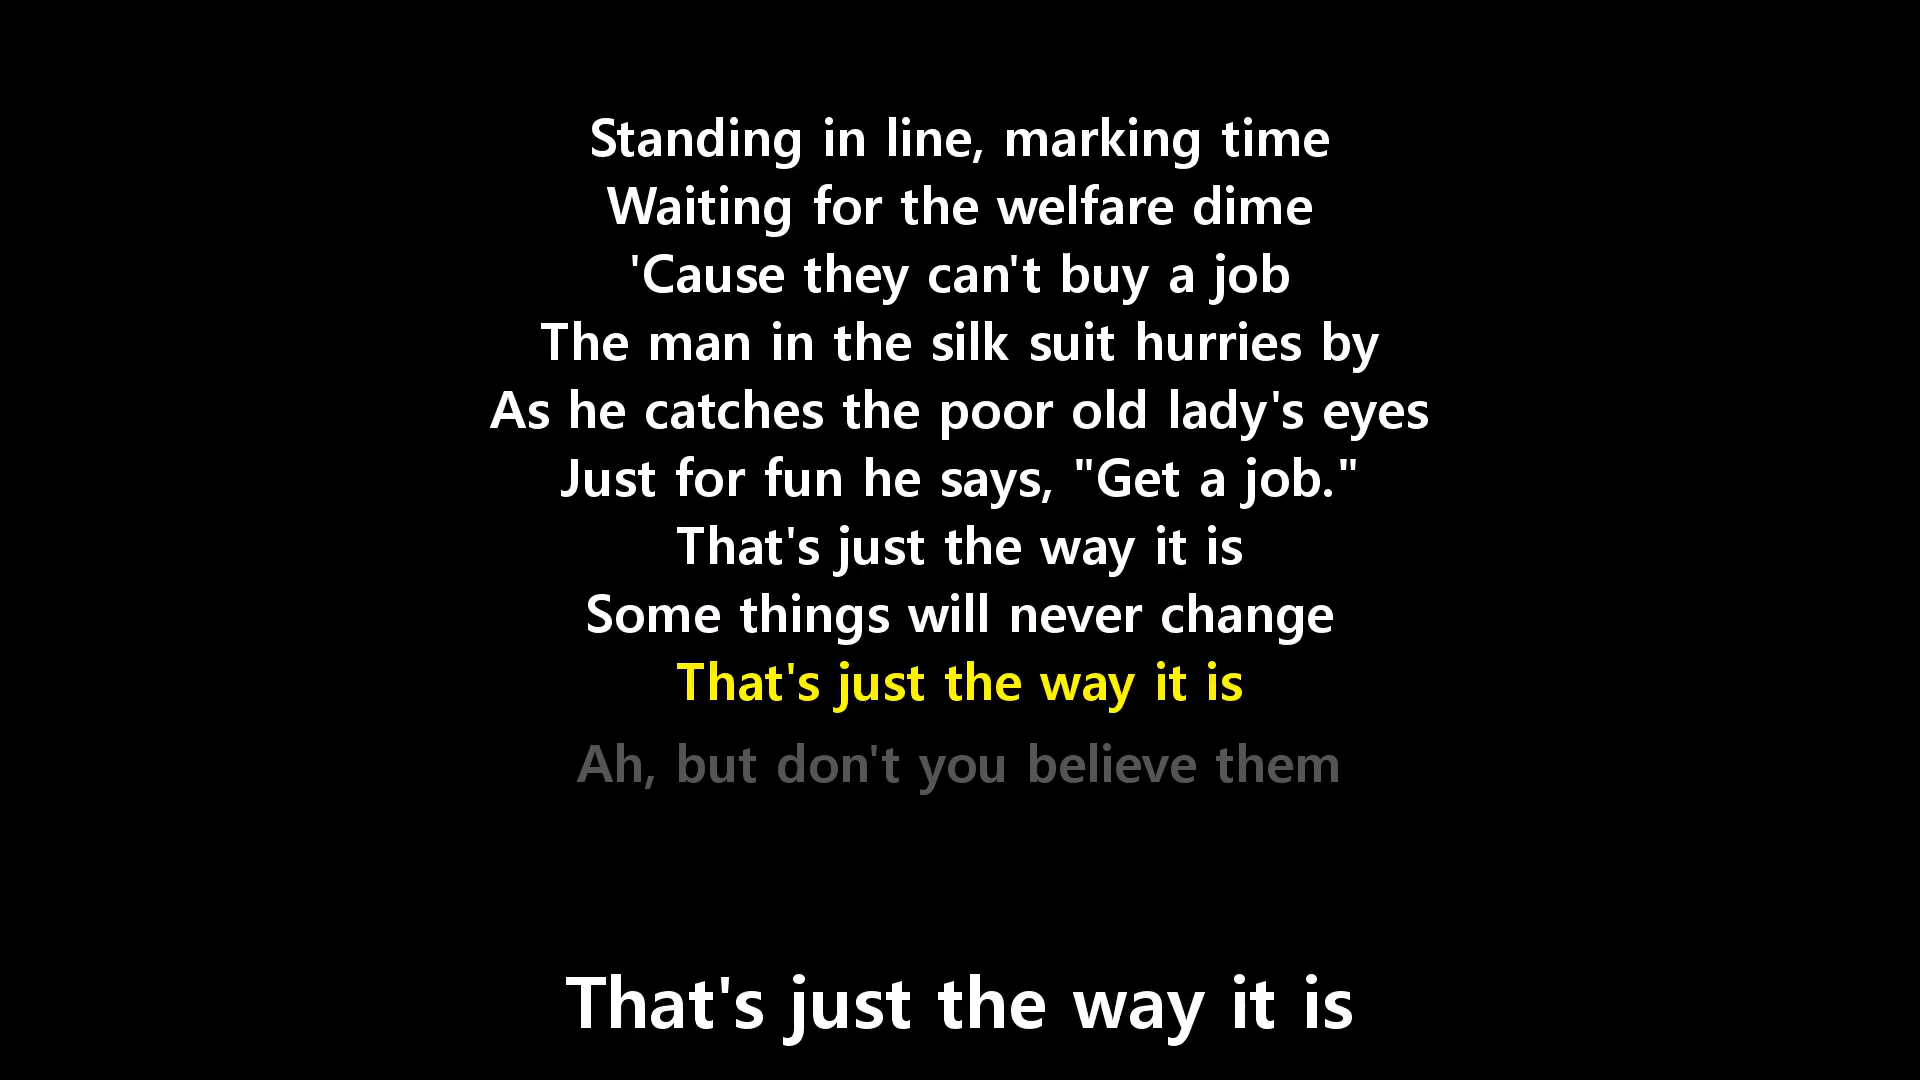 Standing in line, marking time
Waiting for the welfare dime
'Cause they can't buy a job
The man in the silk suit hurries by
As he catches the poor old lady's eyes
Just for fun he says, "Get a job."
That's just the way it is
Some things will never change
That's just the way it is
Ah, but don't you believe them
That's just the way it is